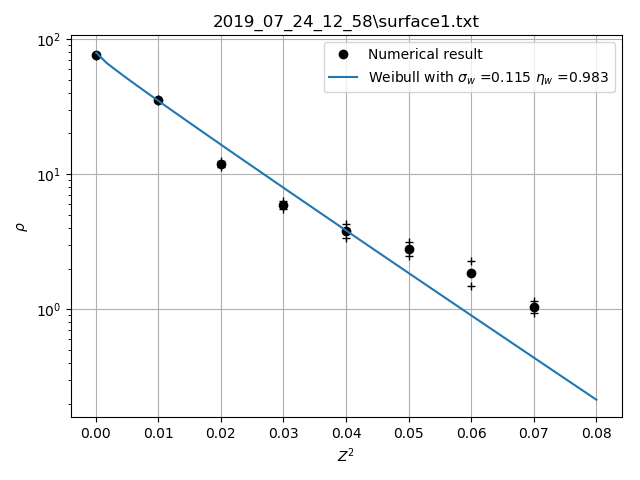 2019_07_24_12_58\surface1.txt
Numerical result
Weibull with σw =0.115 ηw =0.983
10²
10¹
10⁰
ρ
0.00 0.01 0.02 0.03 0.04 0.05 0.06 0.07 0.08
Z²